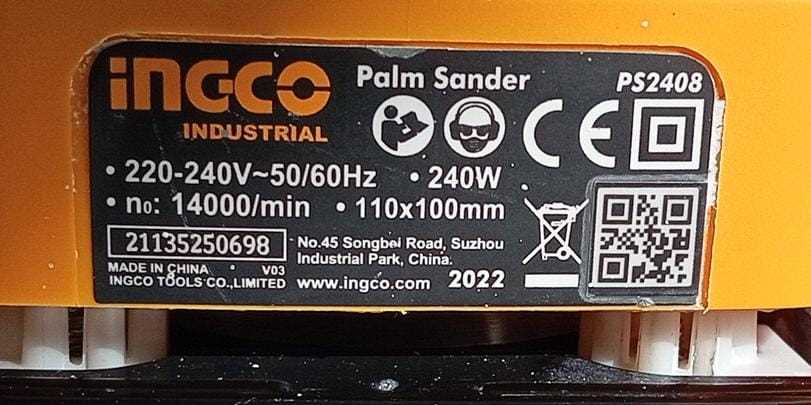 INGCO
INDUSTRIAL
Palm Sander
PS2408
CE
• 220-240V~50/60Hz • 240W
• n₀: 14000/min • 110x100mm
21135250698
No.45 Songbei Road, Suzhou
Industrial Park, China.
MADE IN CHINA V03
INGCO TOOLS CO.,LIMITED www.ingco.com 2022